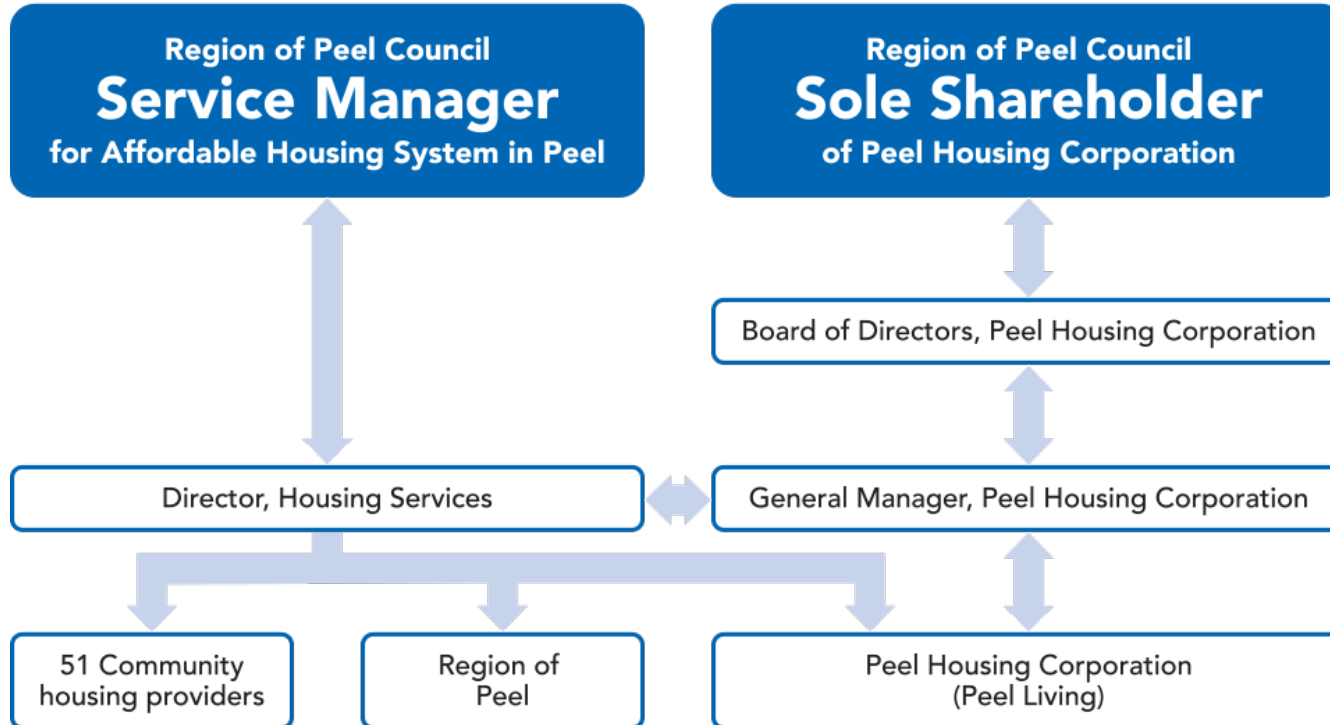 Region of Peel Council
Service Manager
for Affordable Housing System in Peel
Region of Peel Council
Sole Shareholder
of Peel Housing Corporation
Board of Directors, Peel Housing Corporation
Director, Housing Services
General Manager, Peel Housing Corporation
51 Community
housing providers
Region of
Peel
Peel Housing Corporation
(Peel Living)